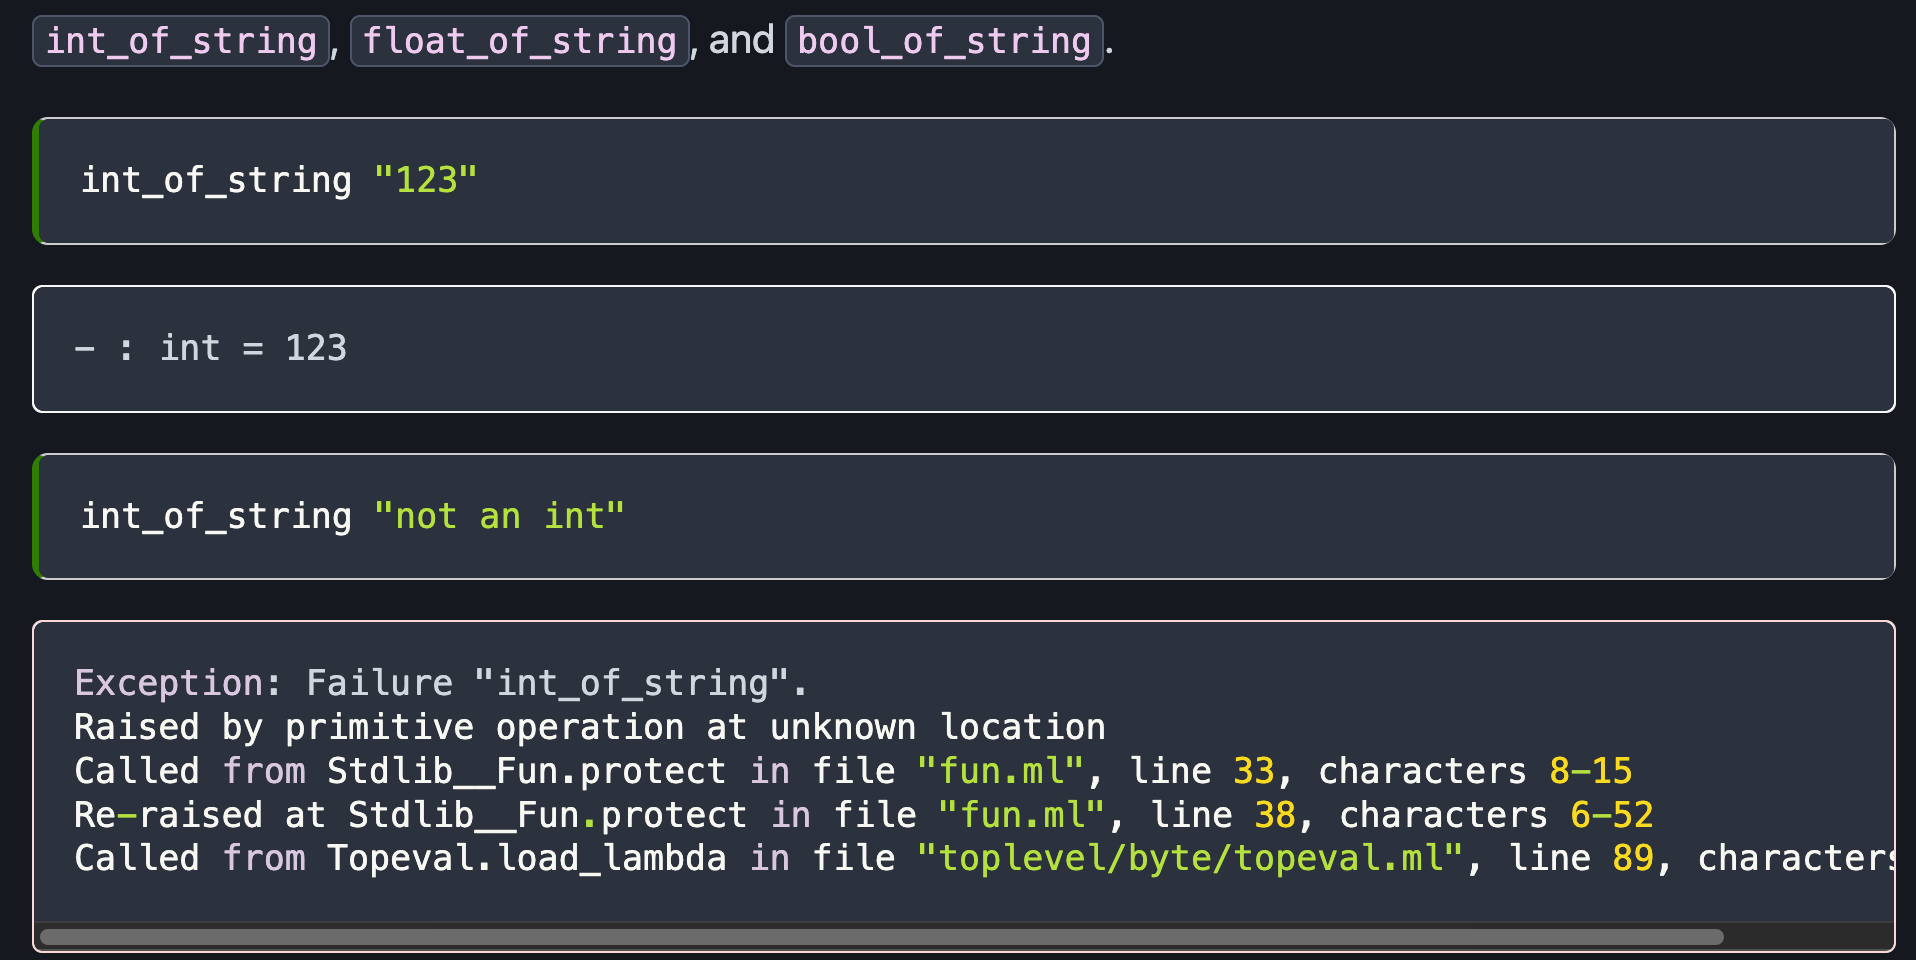 int_of_string, float_of_string, and bool_of_string.
int_of_string "123"
- : int = 123
int_of_string "not an int"
Exception: Failure "int_of_string".
Raised by primitive operation at unknown location
Called from Stdlib__Fun.protect in file "fun.ml", line 33, characters 8-15
Re-raised at Stdlib__Fun.protect in file "fun.ml", line 38, characters 6-52
Called from Topeval.load_lambda in file "toplevel/byte/topeval.ml", line 89, characters